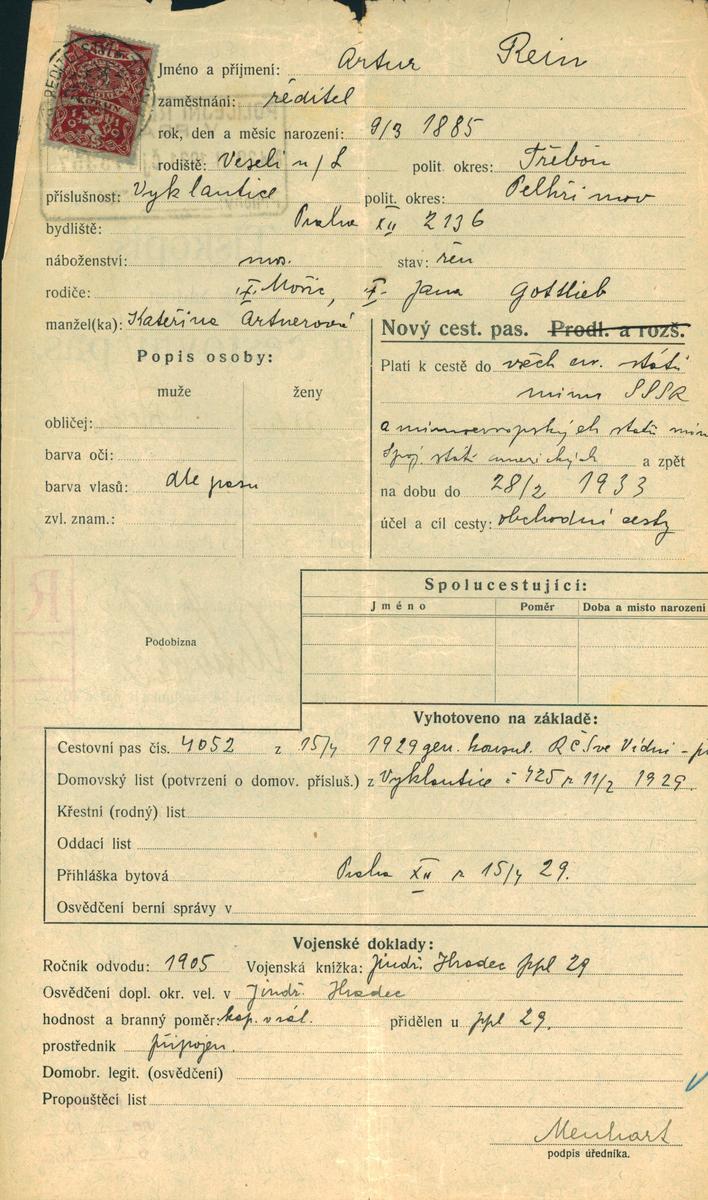 Jméno a příjmení: Artur Rein
zaměstnání: ředitel
rok, den a měsíc narození: 9/3 1885
rodiště: Veselí n/L polit. okres: Třeboň
příslušnost: Vyklantice polit. okres: Pelhřimov
bydliště: Praha XII 2136
náboženství: mos. stav: žen
rodiče: Mořic, Jana Gottlieb
manžel(ka): Kateřina Artnerová
Nový cest. pas. Prodl. a rozš.
Popis osoby:
muže ženy
obličej:
barva očí:
barva vlasů: dle pasu
zvl. znam.:
Platí k cestě do všech ev. států
mimo SSSR
a mimoevropských států mim
Spoj. států amerických a zpět
na dobu do 28/2 1933
účel a cíl cesty: obchodní cesty
Podobizna
Spolucestující:
Jméno Poměr Doba a místo narození
Vyhotoveno na základě:
Cestovní pas čís. 4052 z 15/4 1929 gen. konsul. RČS ve Vídni -
Domovský list (potvrzení o domov. přísluš.) z Vyklantice č 425 z 11/2 1929.
Křestní (rodný) list
Oddací list
Přihláška bytová Praha XII z 15/4 29.
Osvědčení berní správy v
Vojenské doklady:
Ročník odvodu: 1905 Vojenská knížka: Jindř. Hradec ppl 29
Osvědčení dopl. okr. vel. v Jindř. Hradec
hodnost a branný poměr: v zál. přidělen u ppl 29.
prostředník připojen.
Domobr. legit. (osvědčení)
Propouštěcí list
Menhart
podpis úředníka.